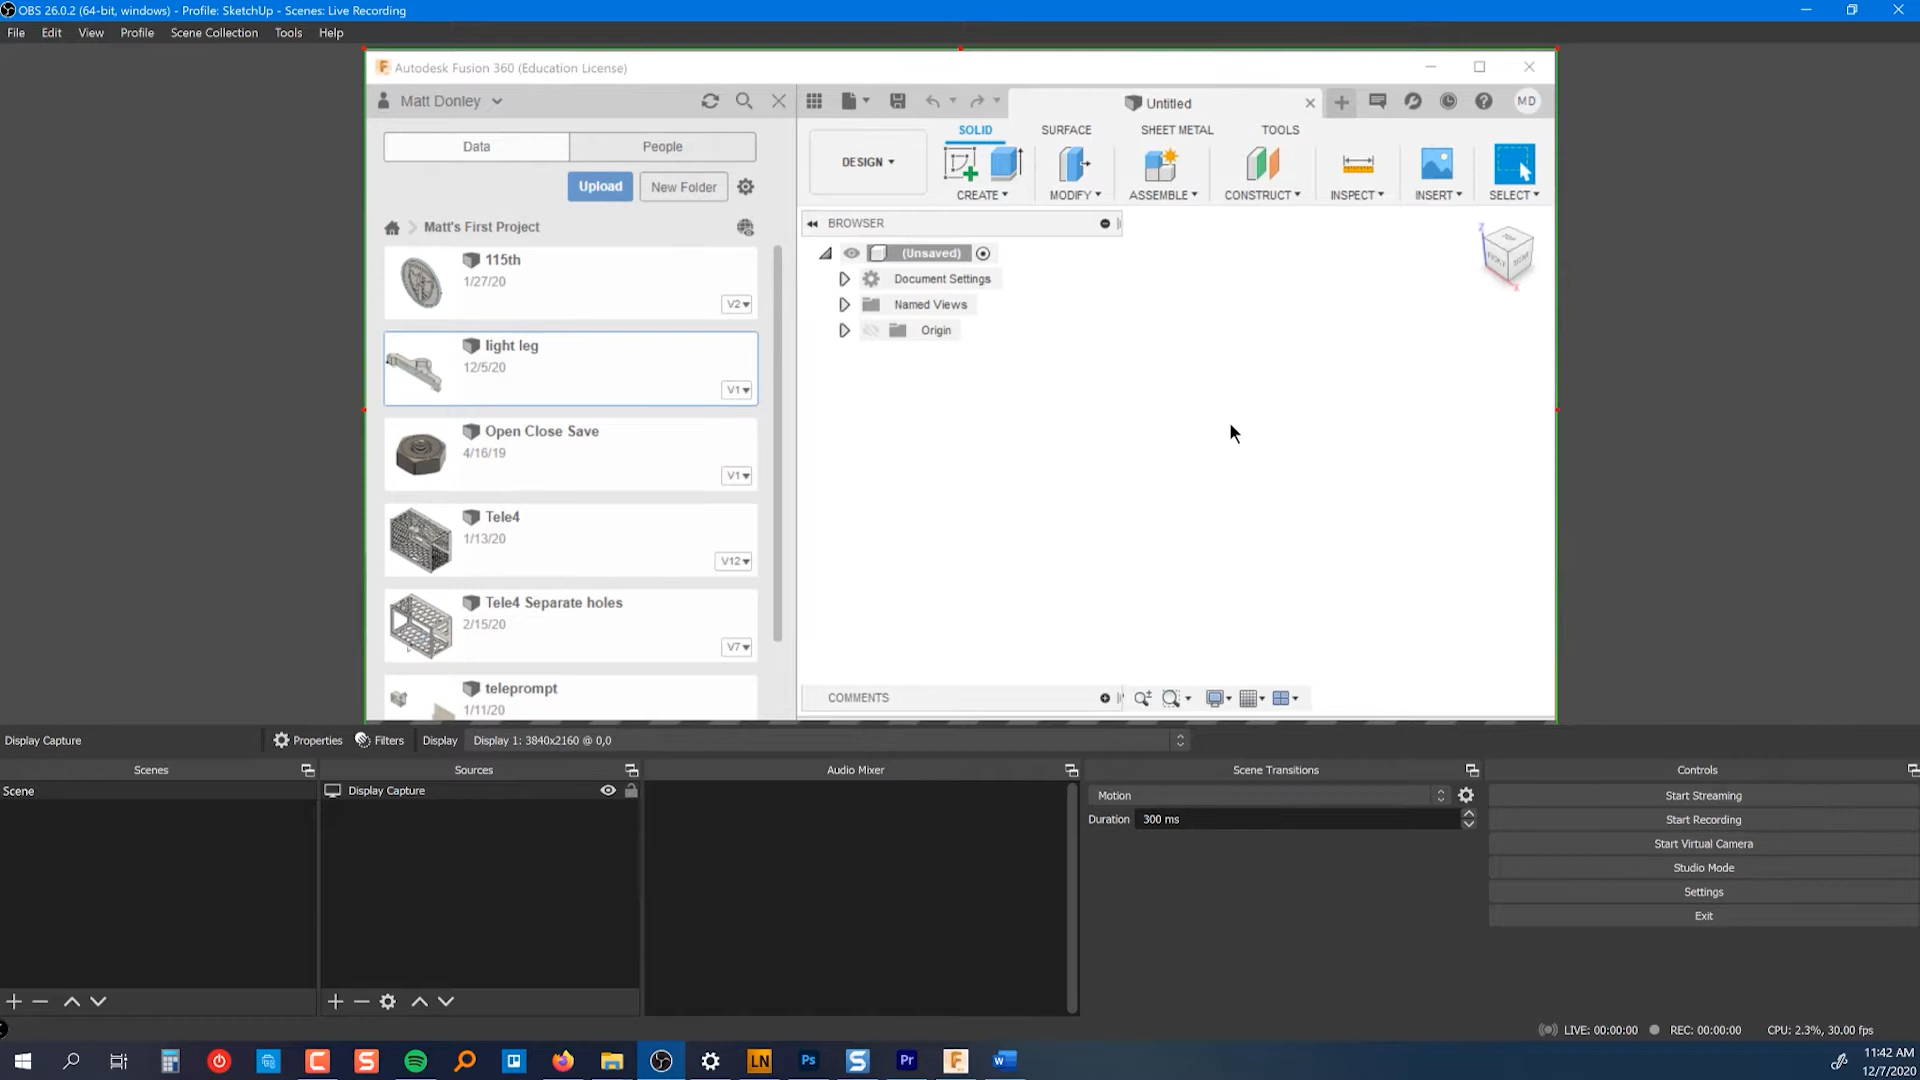 OBS 26.0.2 (64-bit, windows) - Profile: SketchUp - Scenes: Live Recording
File Edit View Profile Scene Collection Tools Help
Autodesk Fusion 360 (Education License)
Matt Donley
Untitled
MD
Data People
Upload New Folder
Matt's First Project
115th
1/27/20
V2
light leg
12/5/20
V1
Open Close Save
4/16/19
V1
Tele4
1/13/20
V12
Tele4 Separate holes
2/15/20
V7
teleprompt
1/11/20
SOLID SURFACE SHEET METAL TOOLS
DESIGN
CREATE MODIFY ASSEMBLE CONSTRUCT INSPECT INSERT SELECT
BROWSER
(Unsaved)
Document Settings
Named Views
Origin
Z
TOP
X
COMMENTS
Display Capture Properties Filters Display Display 1: 3840x2160 @ 0,0
Scenes Sources Audio Mixer Scene Transitions Controls
Scene
Display Capture
Motion
Duration 300 ms
Start Streaming
Start Recording
Start Virtual Camera
Studio Mode
Settings
Exit
LIVE: 00:00:00 REC: 00:00:00 CPU: 2.3%, 30.00 fps
LN Ps S Pr F W
11:42 AM
12/7/2020